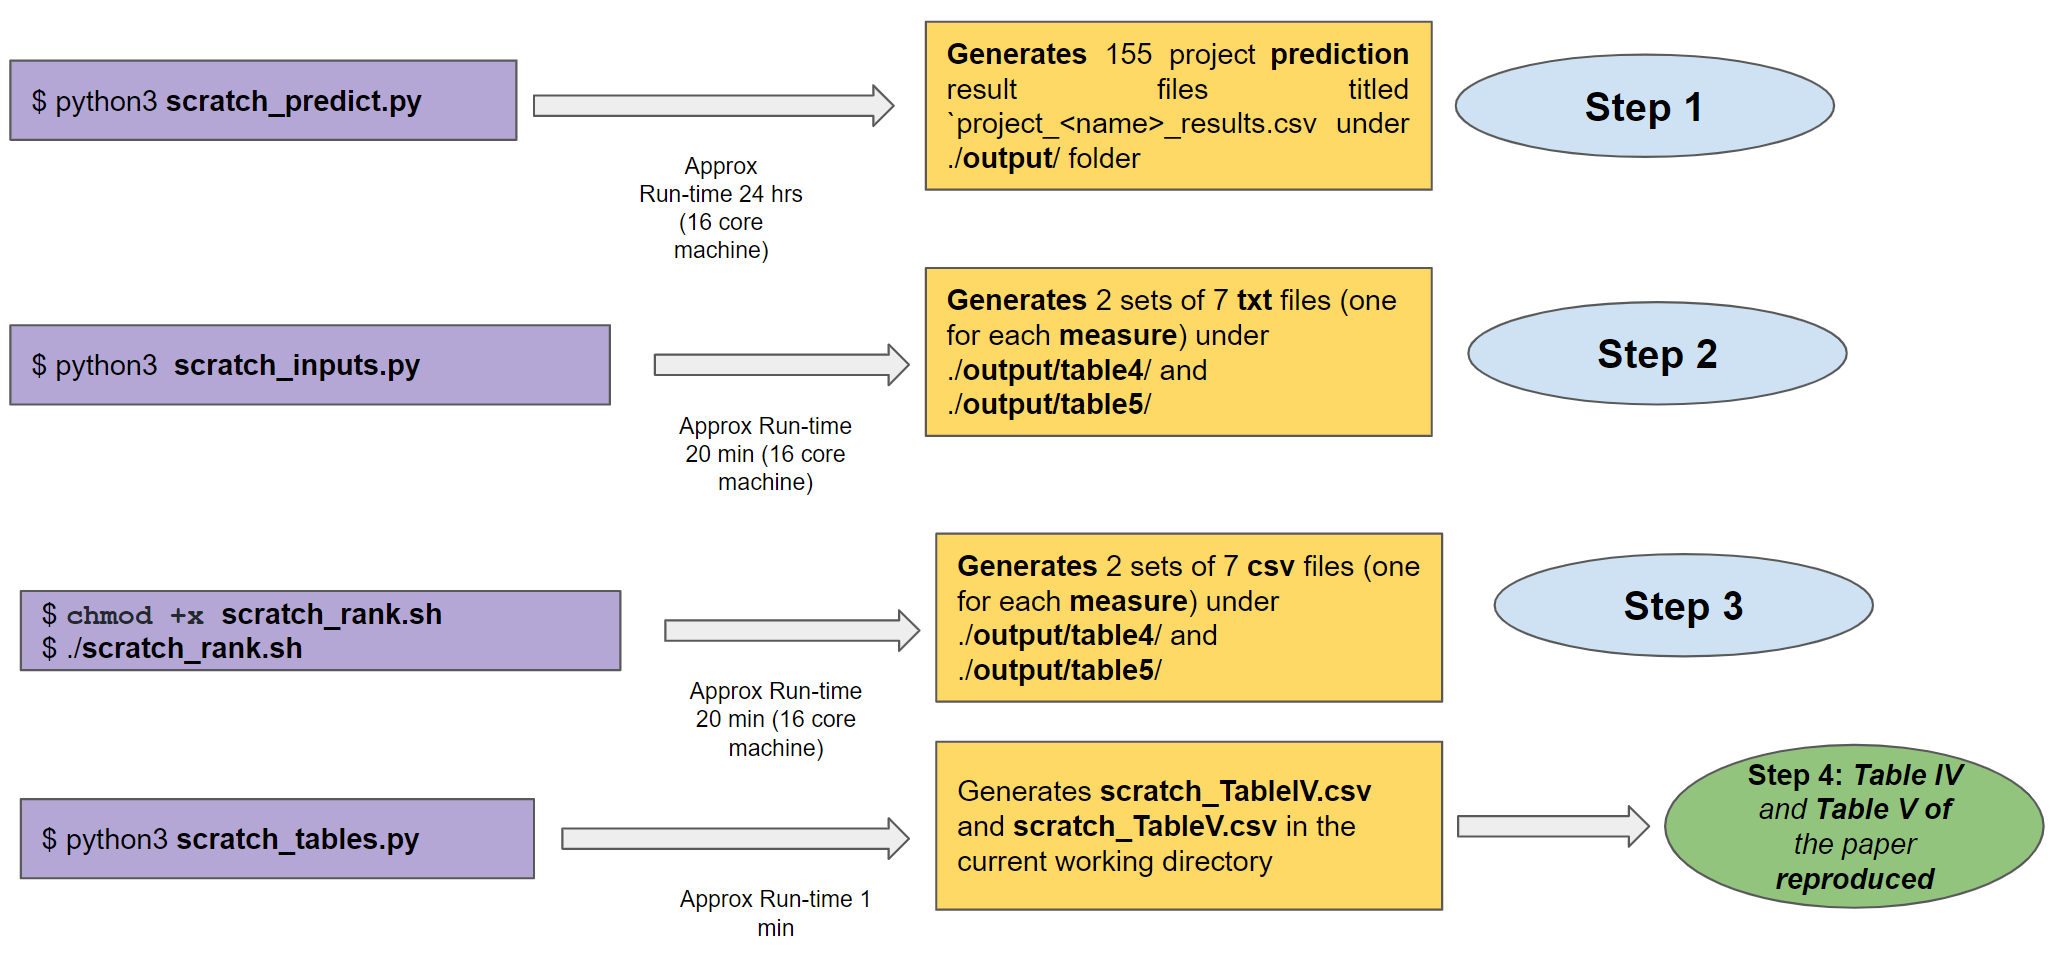 $ python3 scratch_predict.py
Approx
Run-time 24 hrs
(16 core
machine)
Generates 155 project prediction
result files titled
`project_<name>_results.csv under
./output/ folder
Step 1
$ python3 scratch_inputs.py
Approx Run-time
20 min (16 core
machine)
Generates 2 sets of 7 txt files (one
for each measure) under
./output/table4/ and
./output/table5/
Step 2
$ chmod +x scratch_rank.sh
$ ./scratch_rank.sh
Approx Run-time
20 min (16 core
machine)
Generates 2 sets of 7 csv files (one
for each measure) under
./output/table4/ and
./output/table5/
Step 3
$ python3 scratch_tables.py
Approx Run-time 1
min
Generates scratch_TableIV.csv
and scratch_TableV.csv in the
current working directory
Step 4: Table IV
and Table V of
the paper
reproduced